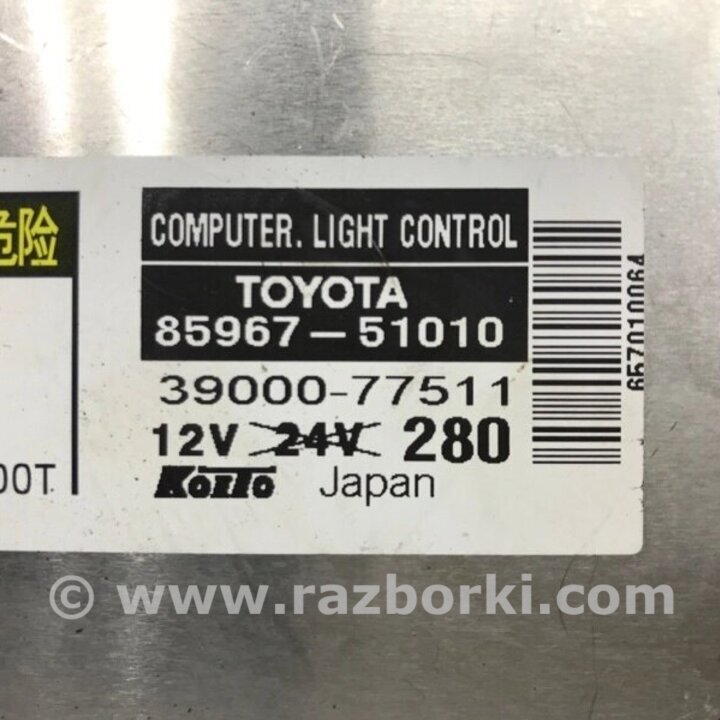 危险
COMPUTER. LIGHT CONTROL
TOYOTA
85967-51010
39000-77511
12V 24V 280
00T
KOITO Japan
657010064
© www.razborki.com